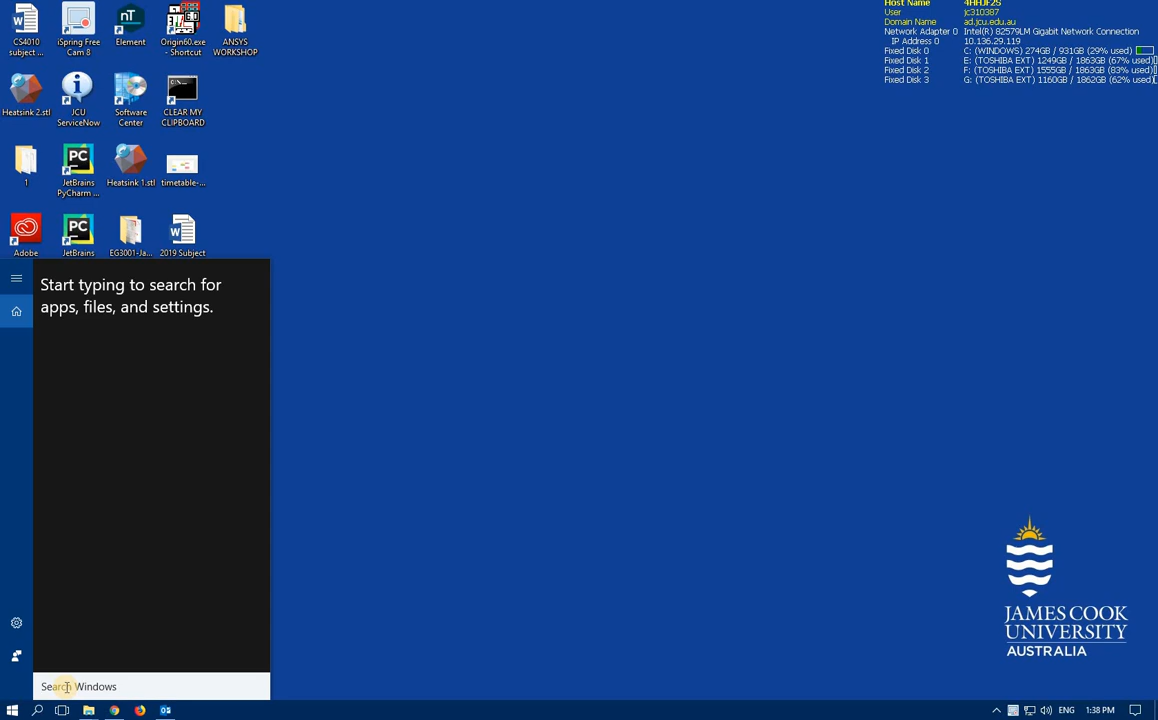 CS4010
subject ...
iSpring Free
Cam 8
nT
Element
Origin60.exe
- Shortcut
ANSYS
WORKSHOP
Heatsink 2.stl
JCU
ServiceNow
Software
Center
CLEAR MY
CLIPBOARD
1
PC
JetBrains
PyCharm ...
Heatsink 1.stl
timetable-...
Adobe
PC
JetBrains
EG3001-Ja...
2019 Subject
Host Name 4HHJF2S
User jc310387
Domain Name ad.jcu.edu.au
Network Adapter 0 Intel(R) 82579LM Gigabit Network Connection
IP Address 0 10.136.29.119
Fixed Disk 0 C: (WINDOWS) 274GB / 931GB (29% used)
Fixed Disk 1 E: (TOSHIBA EXT) 1249GB / 1863GB (67% used)
Fixed Disk 2 F: (TOSHIBA EXT) 1555GB / 1863GB (83% used)
Fixed Disk 3 G: (TOSHIBA EXT) 1160GB / 1862GB (62% used)
Start typing to search for
apps, files, and settings.
JAMES COOK
UNIVERSITY
AUSTRALIA
Search Windows
ENG 1:38 PM